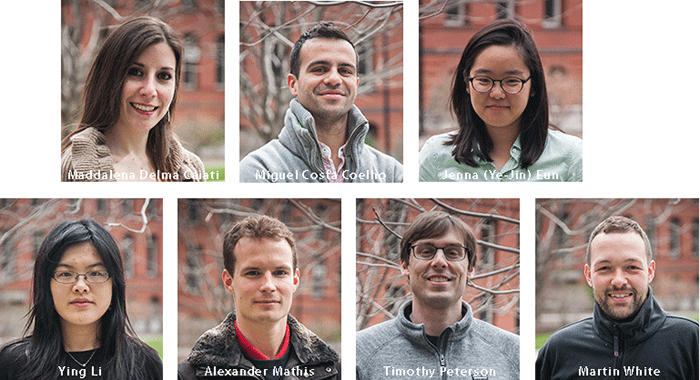 Maddalena Delma Caiati
Miguel Costa Coelho
Jenna (Ye-Jin) Eun
Ying Li
Alexander Mathis
Timothy Peterson
Martin White